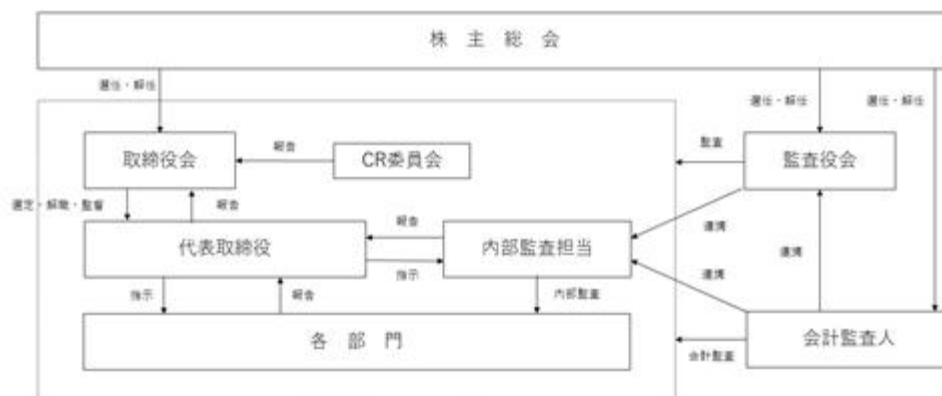 株 主 総 会
選任・解任
選任・解任
選任・解任
取締役会
報告
CR委員会
監査
監査役会
選定・解職・監督
報告
報告
連携
代表取締役
内部監査担当
連携
連携
指示
指示
報告
内部監査
各 部 門
会計監査人
会計監査